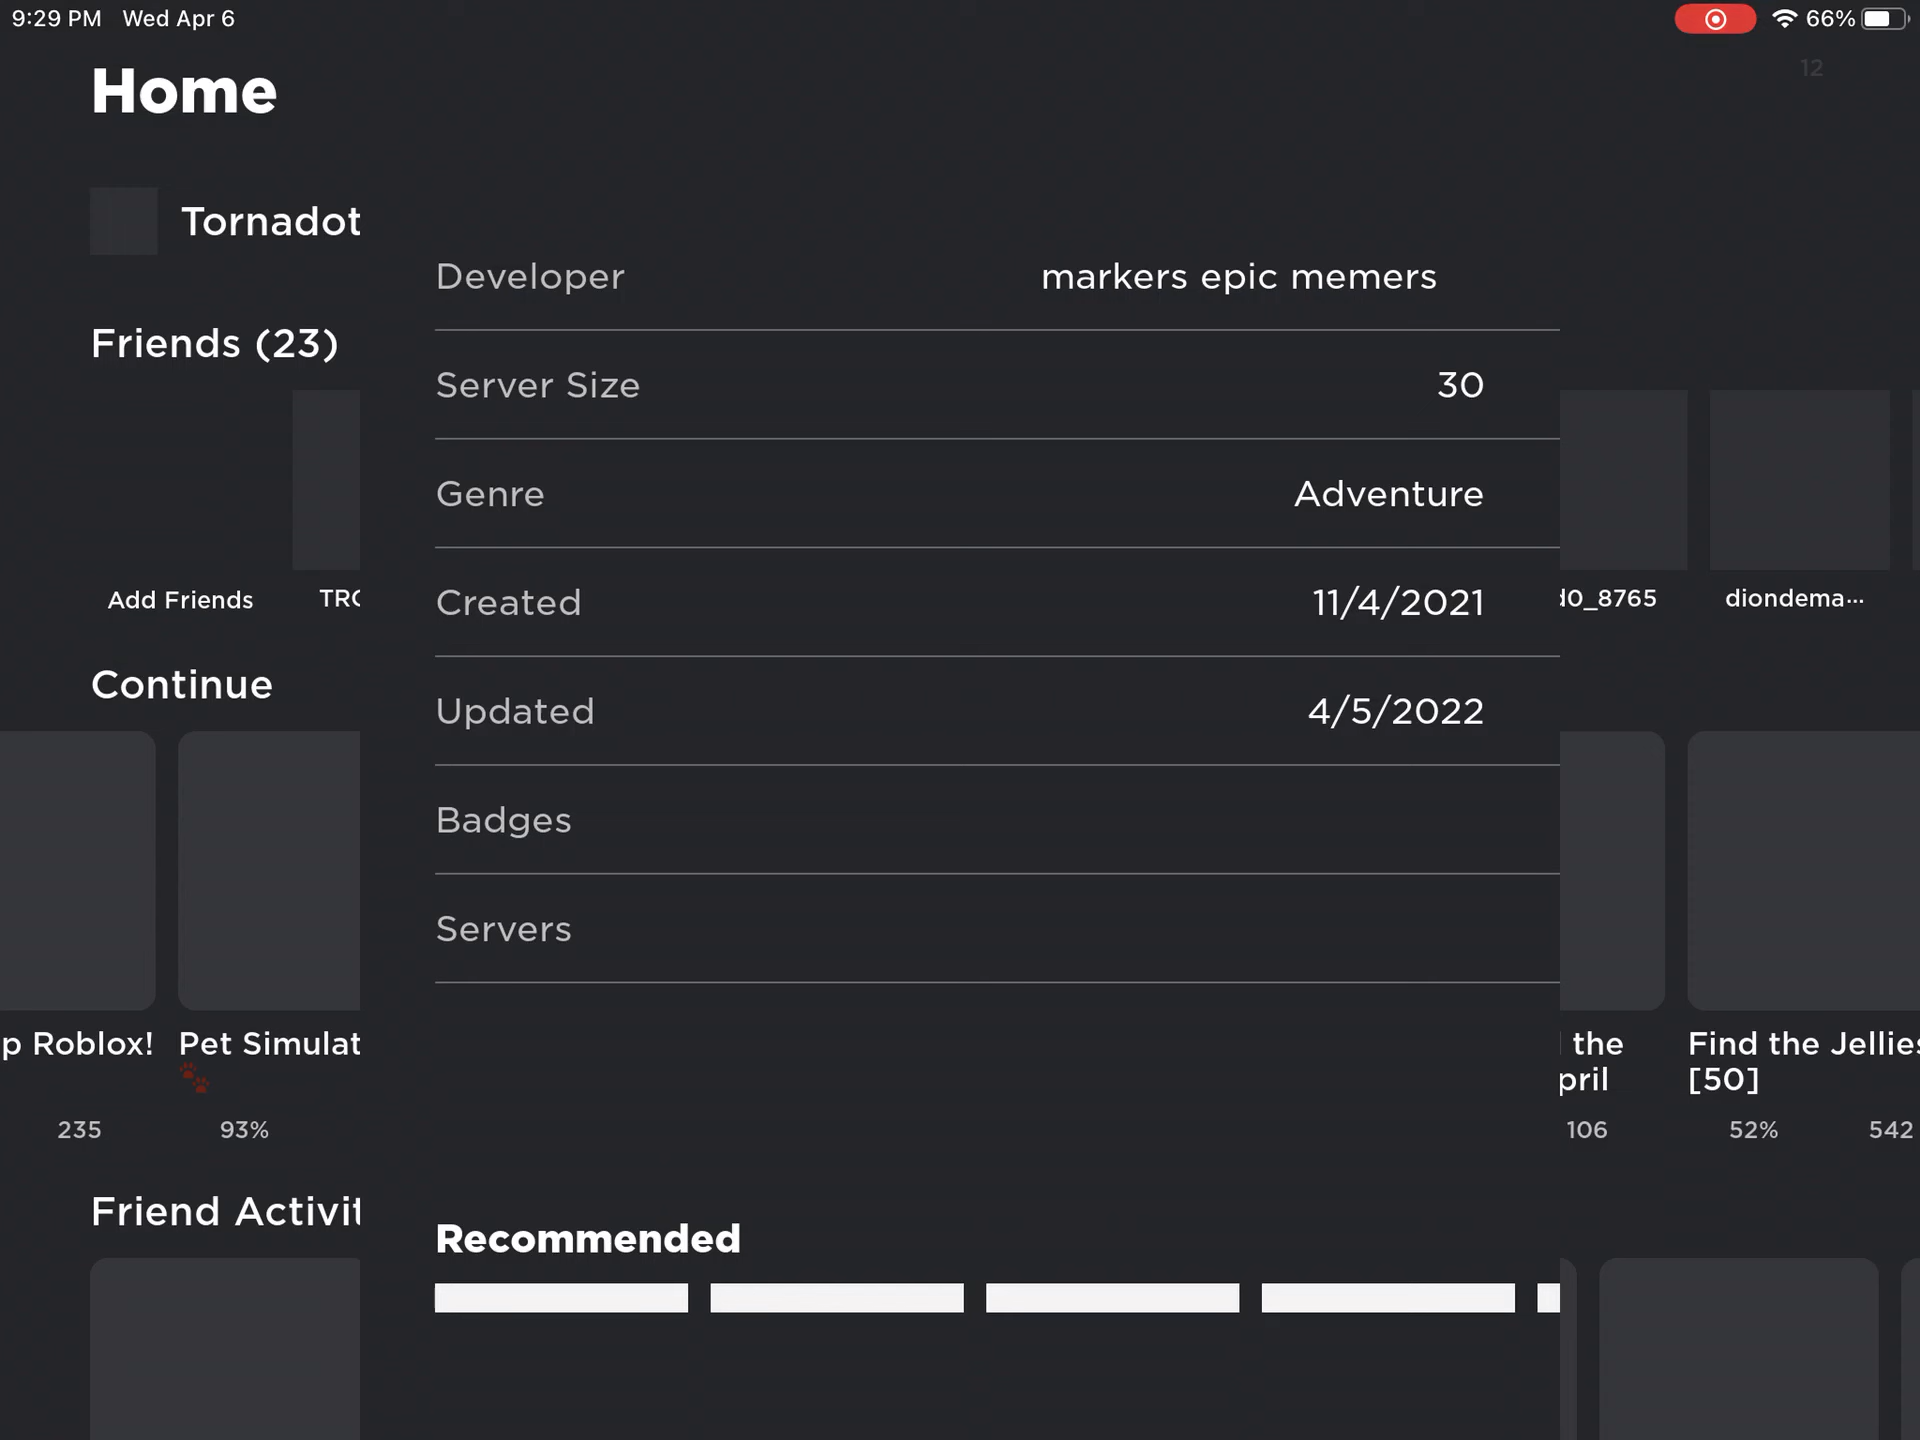 9:29 PM Wed Apr 6
66%
12
Home
Tornadot
Developer markers epic memers
Friends (23)
Server Size 30
Genre Adventure
Add Friends
d0_8765
diondema...
Created 11/4/2021
Continue
Updated 4/5/2022
Badges
Servers
p Roblox!
Pet Simulat
the
pril
Find the Jellies
[50]
235
93%
106
52%
542
Friend Activit
Recommended